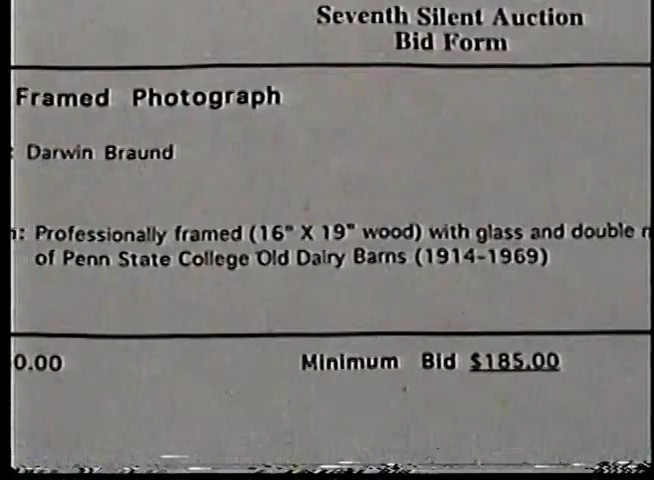 Seventh Silent Auction
Bid Form
Framed Photograph
: Darwin Braund
: Professionally framed (16" X 19" wood) with glass and double
of Penn State College Old Dairy Barns (1914-1969)
0.00 Minimum Bid $185.00